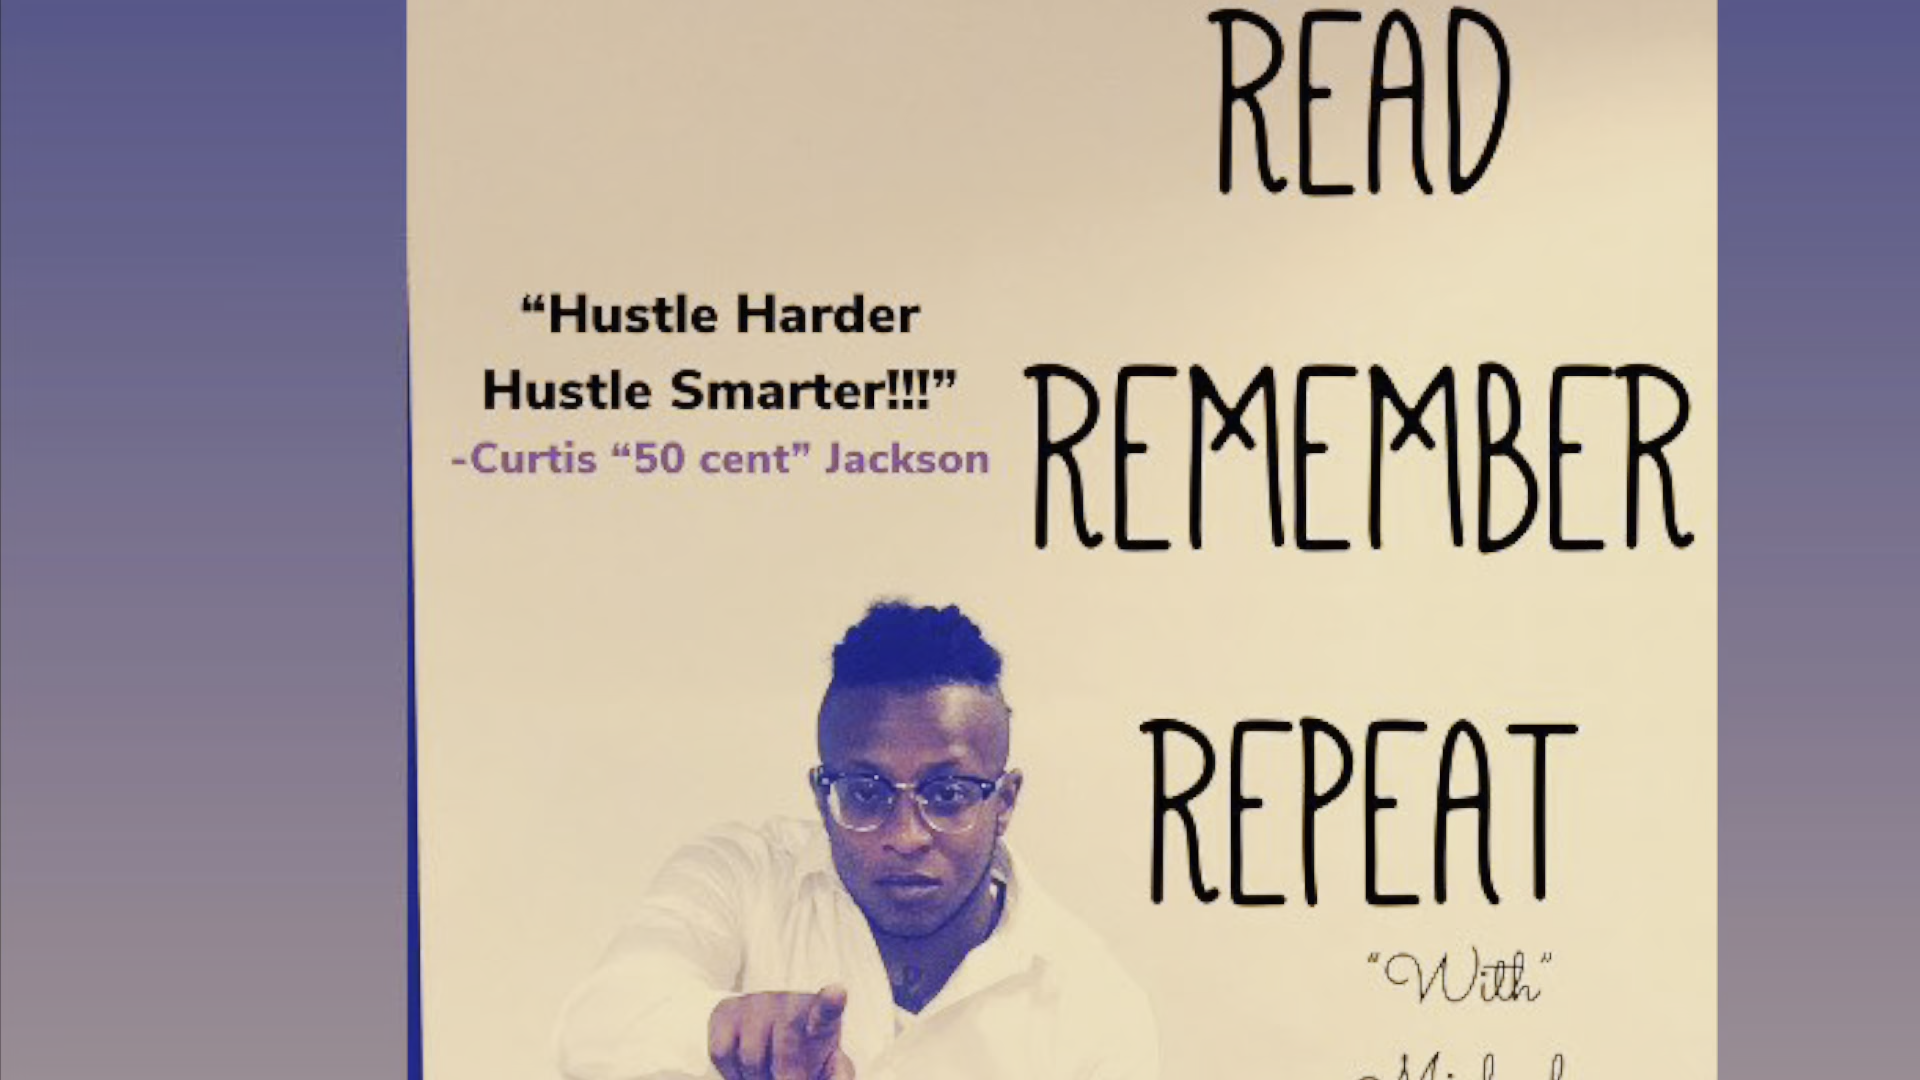 READ
“Hustle Harder
Hustle Smarter!!!”
-Curtis “50 cent” Jackson
REMEMBER
REPEAT
“With”